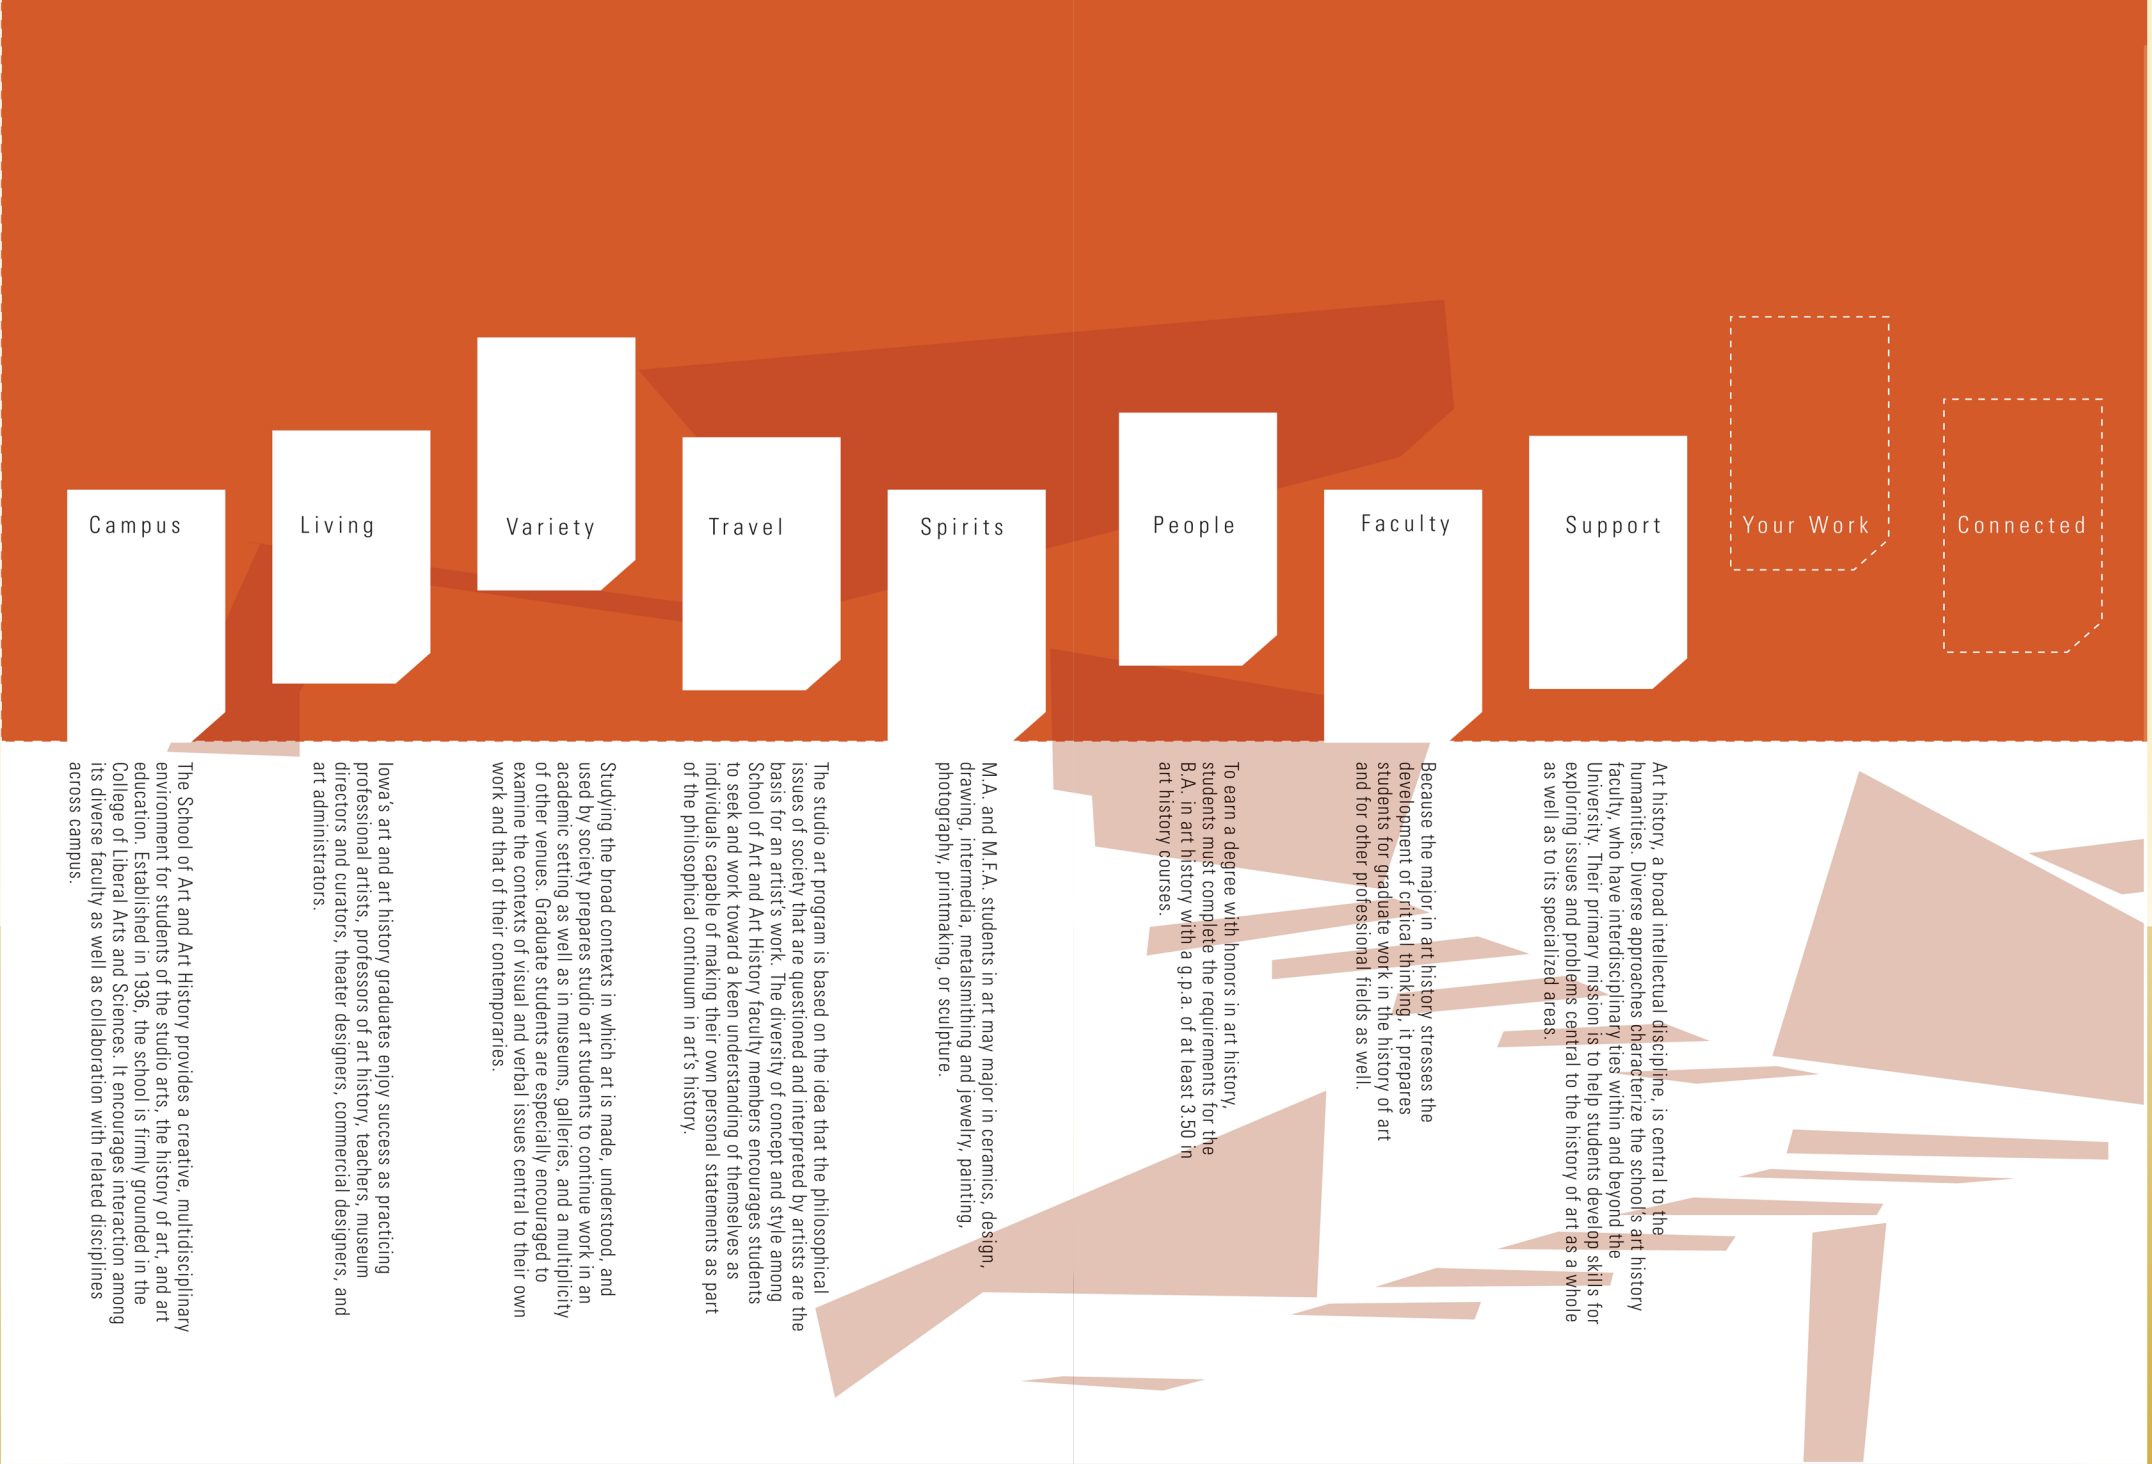 Campus
Living
Variety
Travel
Spirits
People
Faculty
Support
Your Work
Connected
The School of Art and Art History provides a creative, multidisciplinary
environment for students of the studio arts, the history of art, and art
education. Established in 1936, the school is firmly grounded in the
College of Liberal Arts and Sciences. It encourages interaction among
its diverse faculty as well as collaboration with related disciplines
across campus.
Iowa's art and art history graduates enjoy success as practicing
professional artists, professors of art history, teachers, museum
directors and curators, theater designers, commercial designers, and
art administrators.
Studying the broad contexts in which art is made, understood, and
used by society prepares studio art students to continue work in an
academic setting as well as in museums, galleries, and a multiplicity
of other venues. Graduate students are especially encouraged to
examine the contexts of visual and verbal issues central to their own
work and that of their contemporaries.
The studio art program is based on the idea that the philosophical
issues of society that are questioned and interpreted by artists are the
basis for an artist's work. The diversity of concept and style among
School of Art and Art History faculty members encourages students
to seek and work toward a keen understanding of themselves as
individuals capable of making their own personal statements as part
of the philosophical continuum in art's history.
M.A. and M.F.A. students in art may major in ceramics, design,
drawing, intermedia, metalsmithing and jewelry, painting,
photography, printmaking, or sculpture.
To earn a degree with honors in art history,
students must complete the requirements for the
B.A. in art history with a g.p.a. of at least 3.50 in
art history courses.
Because the major in art history stresses the
development of critical thinking, it prepares
students for graduate work in the history of art
and for other professional fields as well.
Art history, a broad intellectual discipline, is central to the
humanities. Diverse approaches characterize the school's art history
faculty, who have interdisciplinary ties within and beyond the
University. Their primary mission is to help students develop skills for
exploring issues and problems central to the history of art as a whole
as well as to its specialized areas.